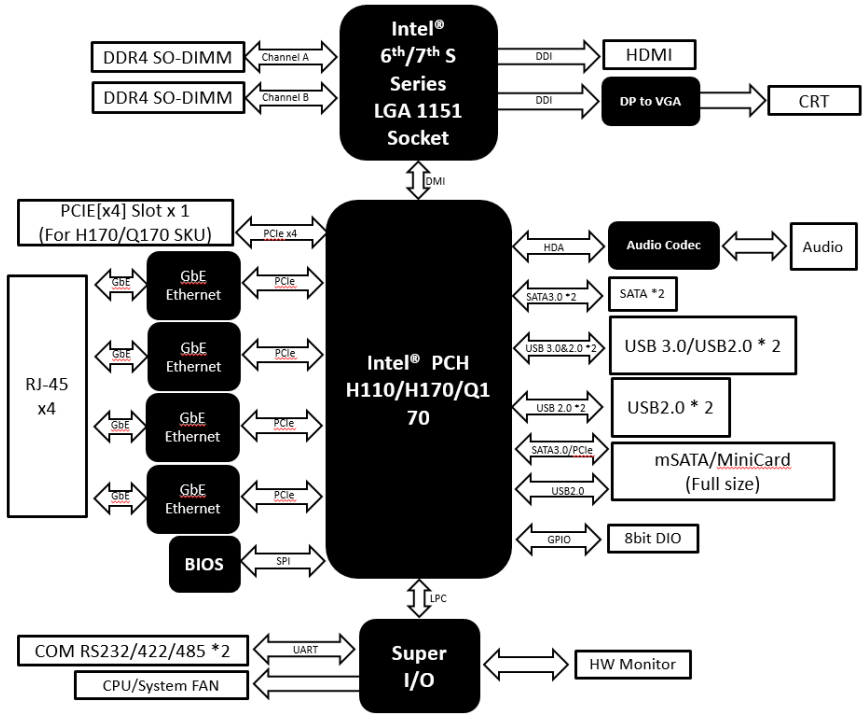 Intel®
6th/7th S
Series
LGA 1151
Socket
DDR4 SO-DIMM
Channel A
DDI
HDMI
DDR4 SO-DIMM
Channel B
DDI
DP to VGA
CRT
DMI
PCIE[x4] Slot x 1
(For H170/Q170 SKU)
PCIe x4
Intel® PCH
H110/H170/Q1
70
HDA
Audio Codec
Audio
RJ-45
x4
GbE
GbE
Ethernet
PCIe
GbE
GbE
Ethernet
PCIe
GbE
GbE
Ethernet
PCIe
GbE
GbE
Ethernet
PCIe
SATA3.0 *2
SATA *2
USB 3.0&2.0 *2
USB 3.0/USB2.0 * 2
USB 2.0 *2
USB2.0 * 2
SATA3.0/PCIe
USB2.0
mSATA/MiniCard
(Full size)
BIOS
SPI
GPIO
8bit DIO
LPC
COM RS232/422/485 *2
UART
Super
I/O
HW Monitor
CPU/System FAN